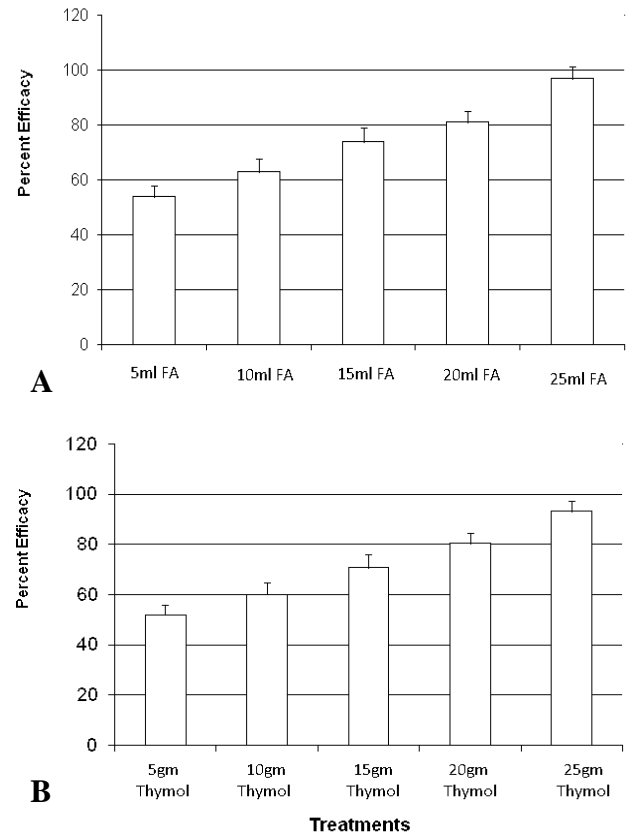 120
100
80
60
40
20
0
Percent Efficacy
5ml FA 10ml FA 15ml FA 20ml FA 25ml FA
A
120
100
80
60
40
20
0
Percent Efficacy
5gm 10gm 15gm 20gm 25gm
Thymol Thymol Thymol Thymol Thymol
B
Treatments